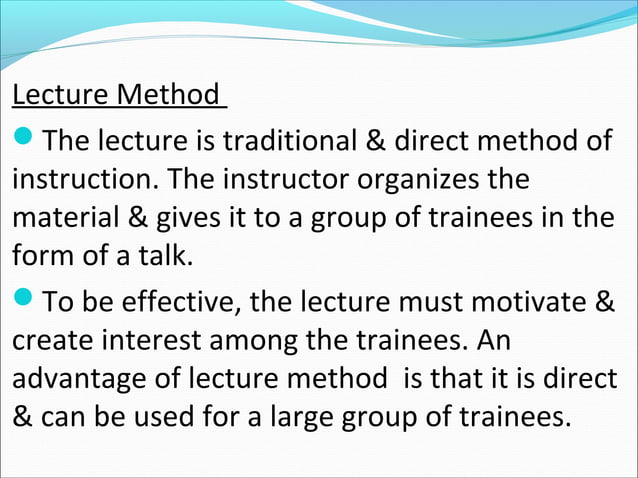 Lecture Method
The lecture is traditional & direct method of
instruction. The instructor organizes the
material & gives it to a group of trainees in the
form of a talk.
To be effective, the lecture must motivate &
create interest among the trainees. An
advantage of lecture method  is that it is direct
& can be used for a large group of trainees.